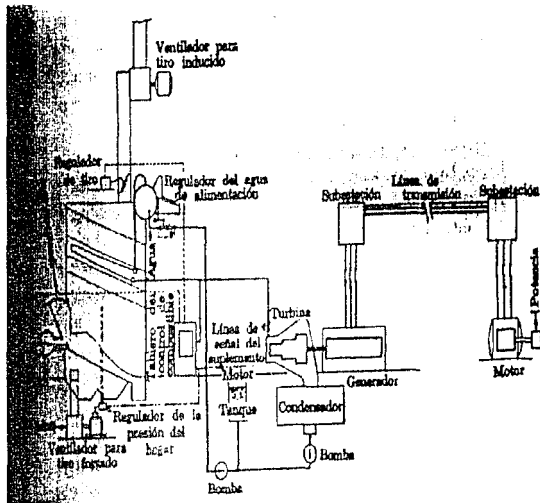 Ventilador para
tiro inducido
Regulador
de tiro
Regulador del agua
de alimentación
Subestación
Línea de
transmisión
Subestación
Agua
Tablero del
control de
combustible
Línea de
señal del
suplemento
Turbina
Potencia
Motor
Generador
Motor
Tanque
Condensador
Regulador de la
presión del
hogar
Ventilador para
tiro forzado
Bomba
Bomba